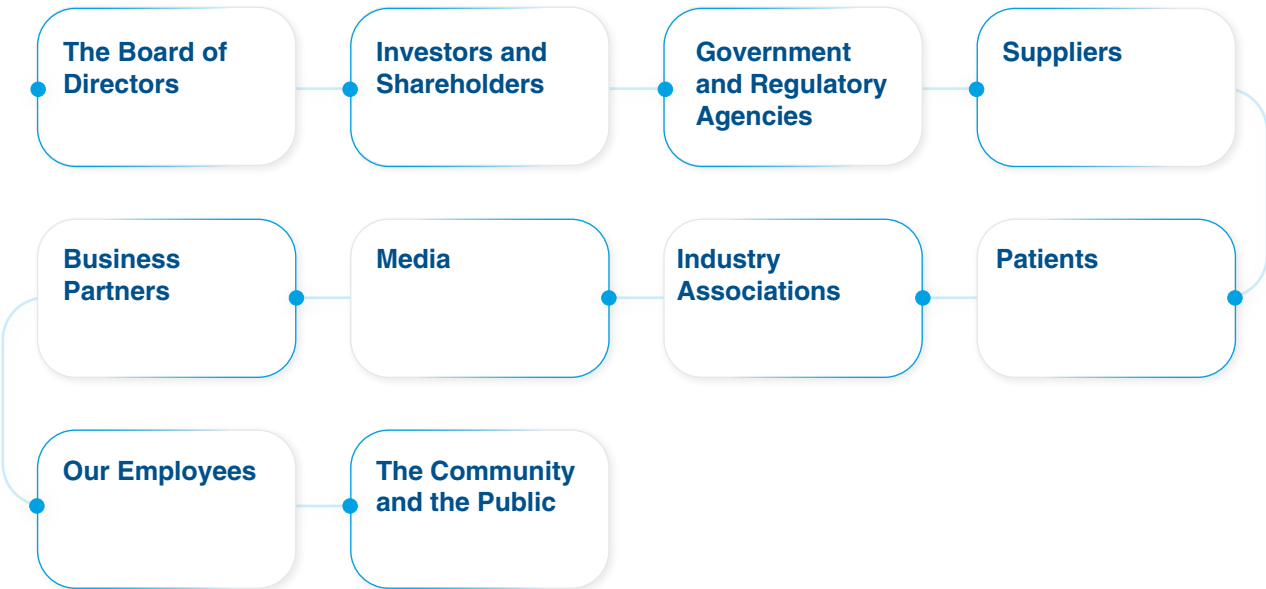 The Board of
Directors
Investors and
Shareholders
Government
and Regulatory
Agencies
Suppliers
Business
Partners
Media
Industry
Associations
Patients
Our Employees
The Community
and the Public